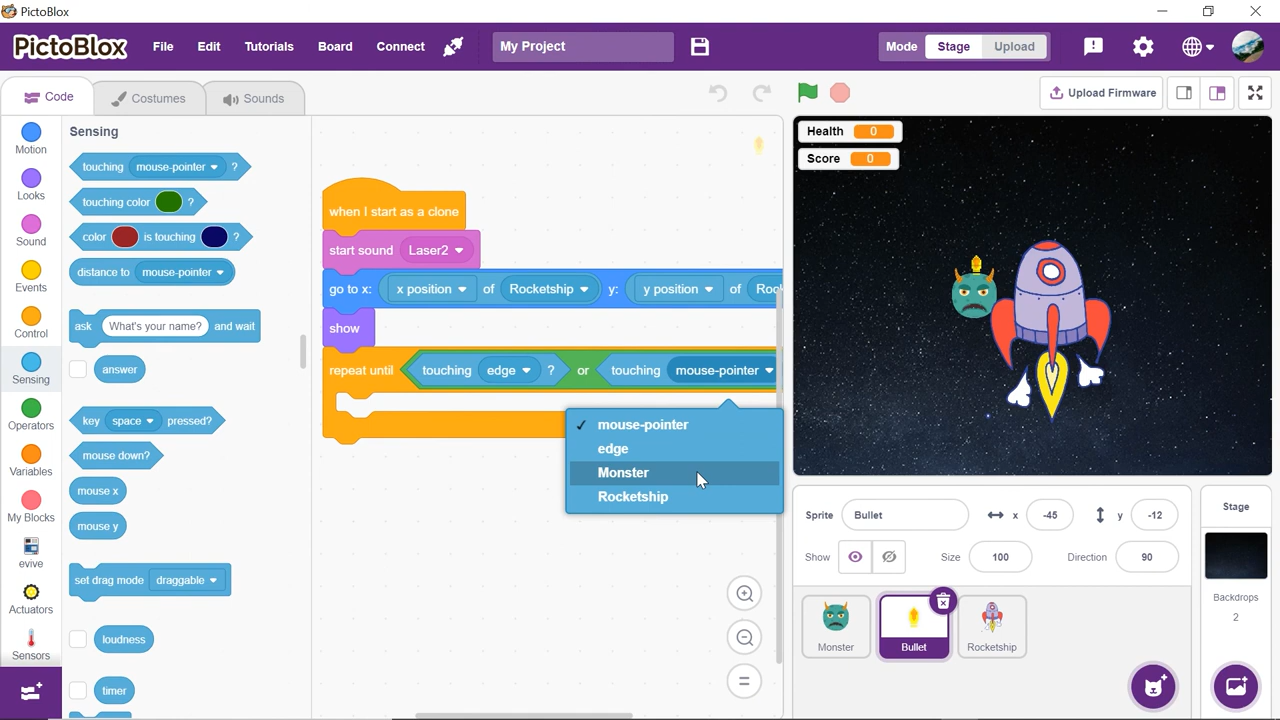 PictoBlox
PictoBlox File Edit Tutorials Board Connect My Project Mode Stage Upload
Code Costumes Sounds Upload Firmware
Motion
Looks
Sound
Events
Control
Sensing
Operators
Variables
My Blocks
evive
Actuators
Sensors
Sensing
touching mouse-pointer ?
touching color ?
color is touching ?
distance to mouse-pointer
ask What's your name? and wait
answer
key space pressed?
mouse down?
mouse x
mouse y
set drag mode draggable
loudness
timer
when I start as a clone
start sound Laser2
go to x: x position of Rocketship y: y position of
show
repeat until touching edge ? or touching mouse-pointer
✓ mouse-pointer
edge
Monster
Rocketship
Health 0
Score 0
Sprite Bullet x -45 y -12
Show Size 100 Direction 90
Monster
Bullet
Rocketship
Stage
Backdrops
2